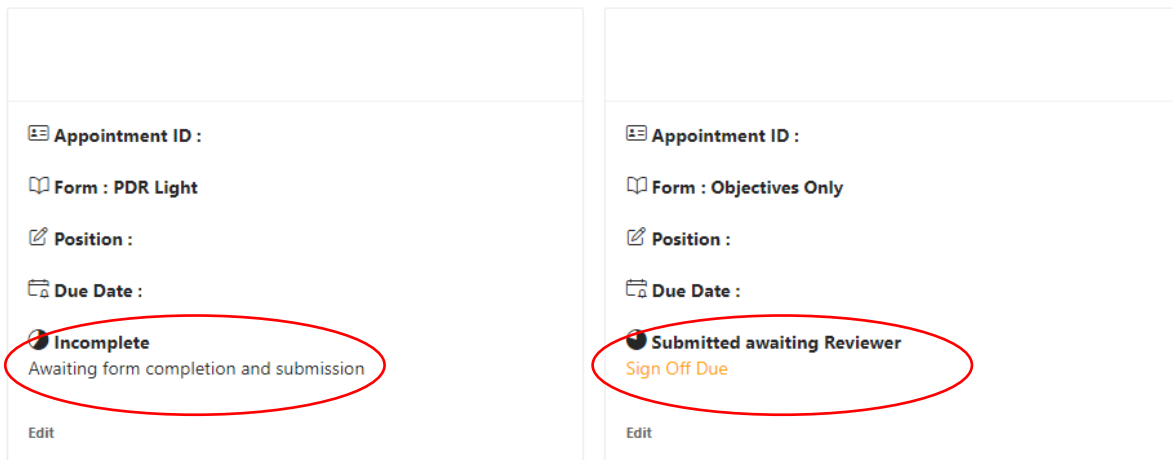 Appointment ID :
Form : PDR Light
Position :
Due Date :
Incomplete
Awaiting form completion and submission
Edit
Appointment ID :
Form : Objectives Only
Position :
Due Date :
Submitted awaiting Reviewer
Sign Off Due
Edit